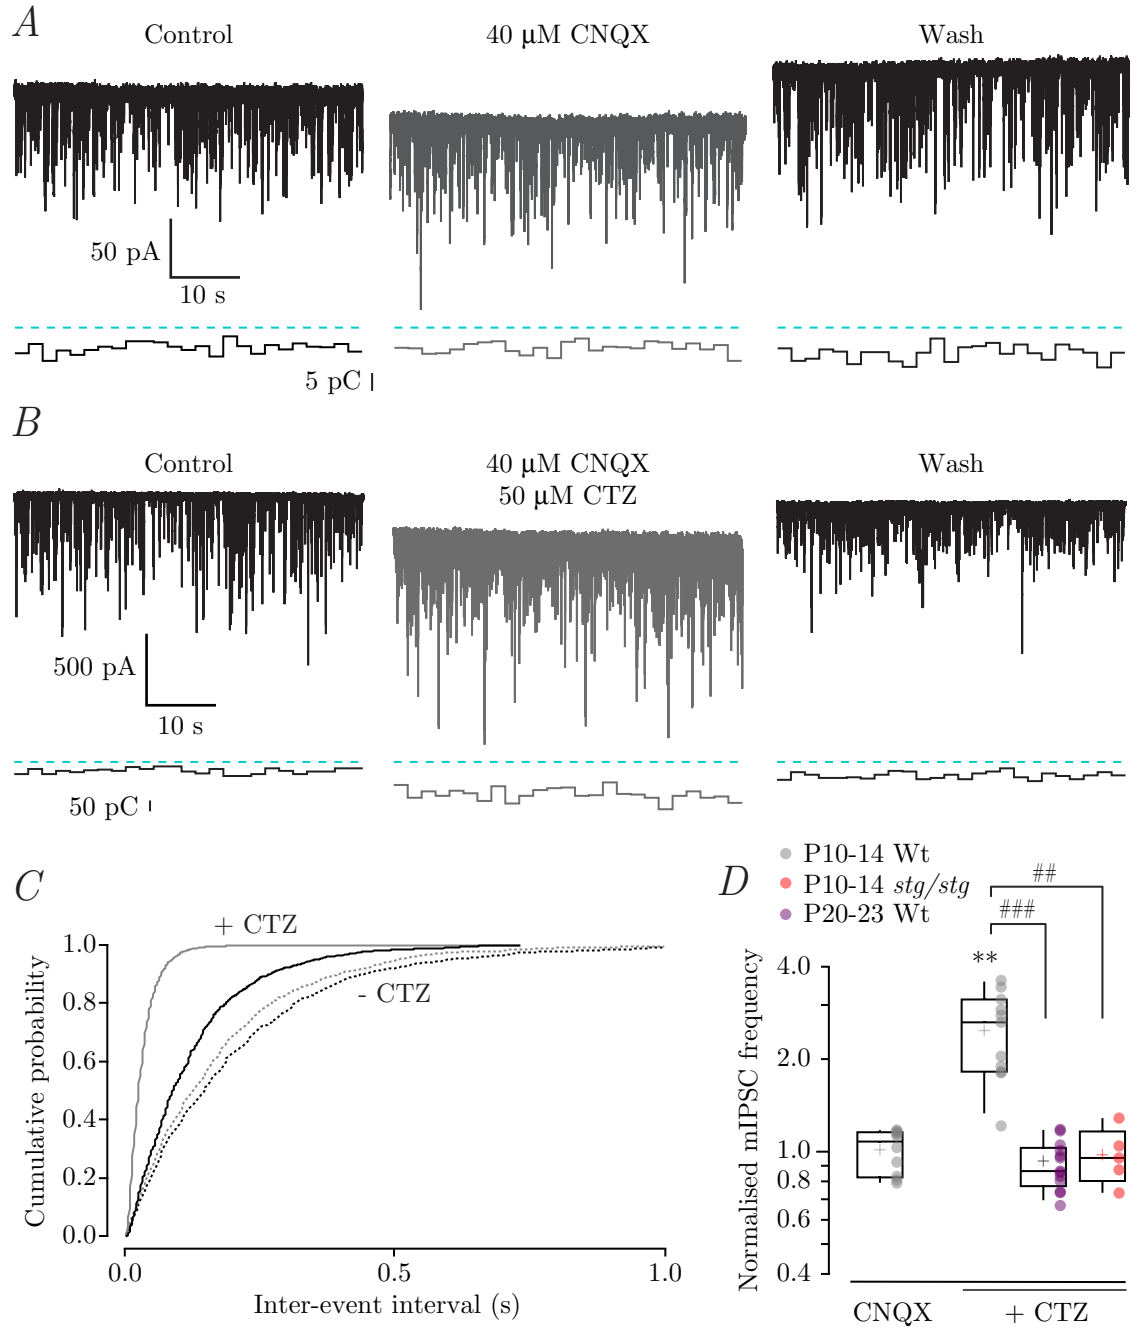 A
Control
40 µM CNQX
Wash
50 pA
10 s
5 pC
B
Control
40 µM CNQX
50 µM CTZ
Wash
500 pA
10 s
50 pC
C
+ CTZ
- CTZ
Cumulative probability
1.0
0.8
0.6
0.4
0.2
0.0
0.0
0.5
1.0
Inter-event interval (s)
D
P10-14 Wt
P10-14 stg/stg
P20-23 Wt
##
###
**
Normalised mIPSC frequency
4.0
2.0
1.0
0.8
0.6
0.4
CNQX
+ CTZ